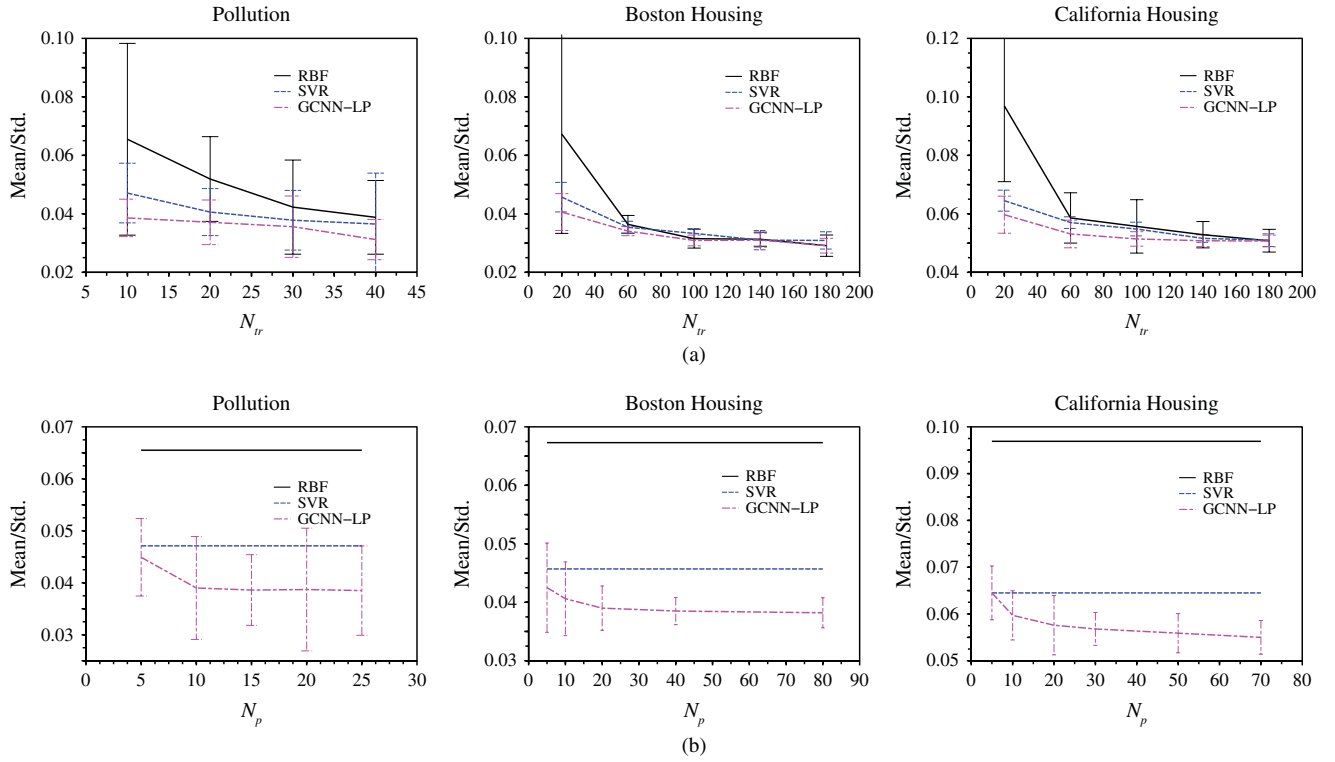 Pollution
0.10
0.08
0.06
0.04
0.02
Mean/Std.
RBF
SVR
GCNN−LP
5 10 15 20 25 30 35 40 45
N_tr
Boston Housing
0.10
0.08
0.06
0.04
0.02
Mean/Std.
RBF
SVR
GCNN−LP
0 20 40 60 80 100 120 140 160 180 200
N_tr
California Housing
0.12
0.10
0.08
0.06
0.04
Mean/Std.
RBF
SVR
GCNN−LP
0 20 40 60 80 100 120 140 160 180 200
N_tr
(a)
Pollution
0.07
0.06
0.05
0.04
0.03
Mean/Std.
RBF
SVR
GCNN−LP
0 5 10 15 20 25 30
N_p
Boston Housing
0.07
0.06
0.05
0.04
0.03
Mean/Std.
RBF
SVR
GCNN−LP
0 10 20 30 40 50 60 70 80 90
N_p
California Housing
0.10
0.09
0.08
0.07
0.06
0.05
Mean/Std.
RBF
SVR
GCNN−LP
0 10 20 30 40 50 60 70 80
N_p
(b)